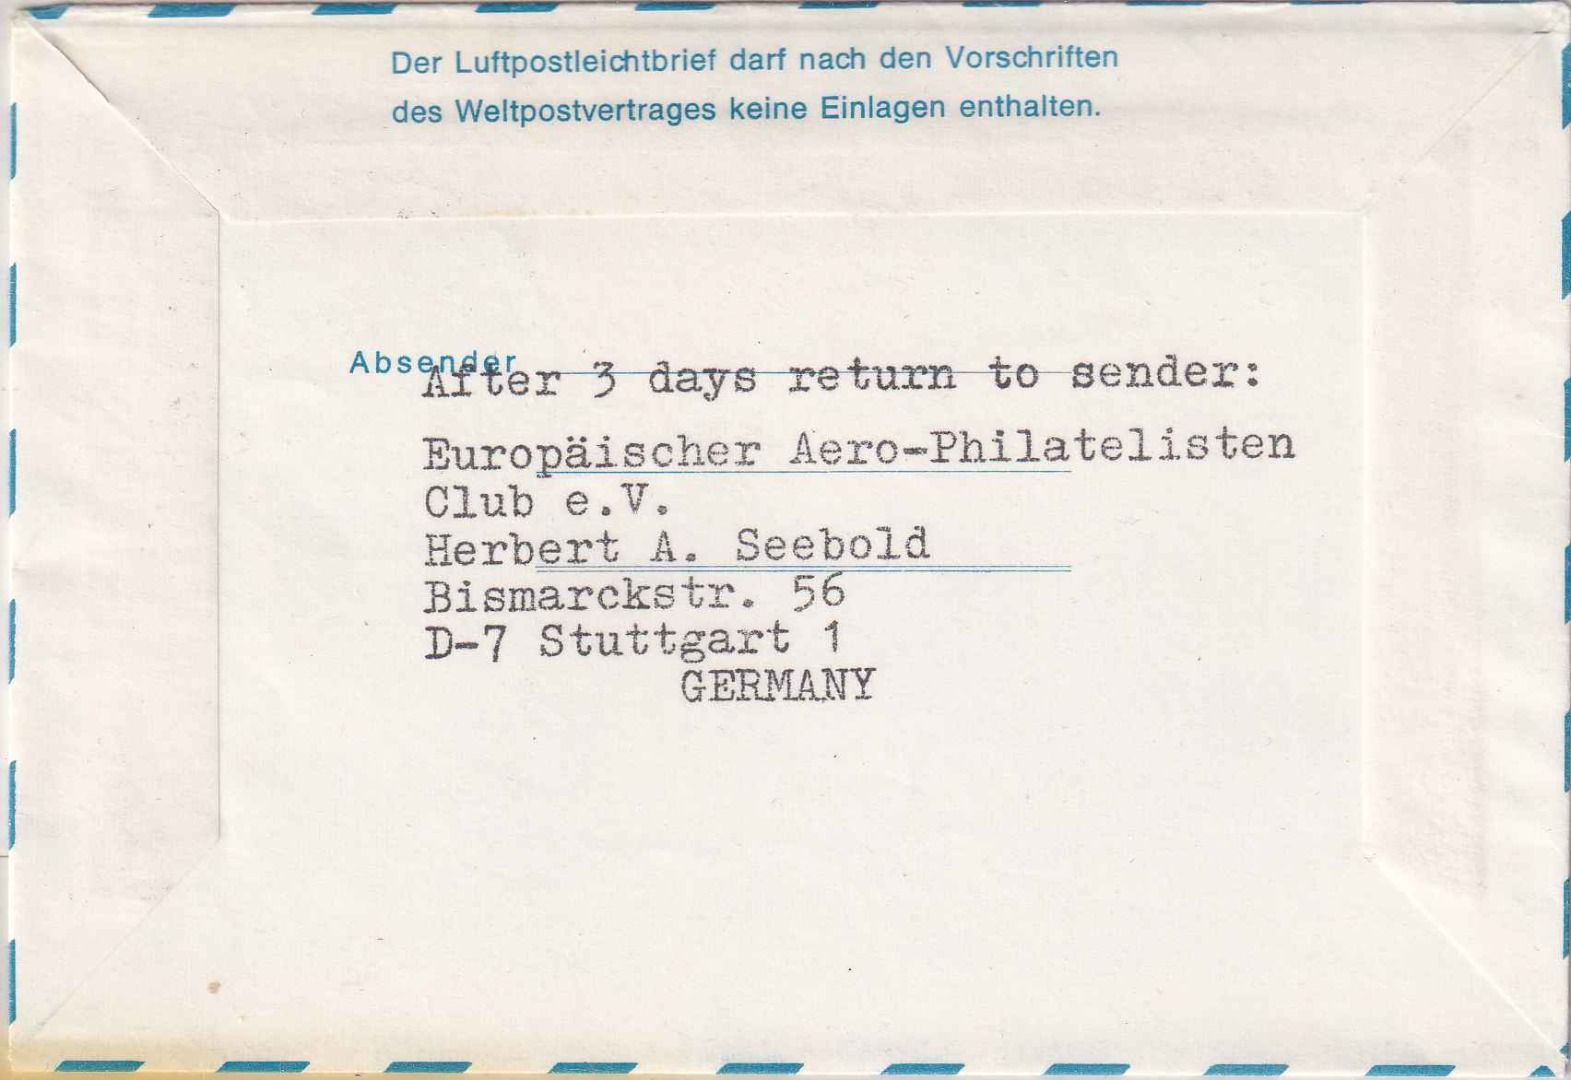 Der Luftpostleichtbrief darf nach den Vorschriften
des Weltpostvertrages keine Einlagen enthalten.
Absender
After 3 days return to sender:
Europäischer Aero-Philatelisten
Club e.V.
Herbert A. Seebold
Bismarckstr. 56
D-7 Stuttgart 1
GERMANY